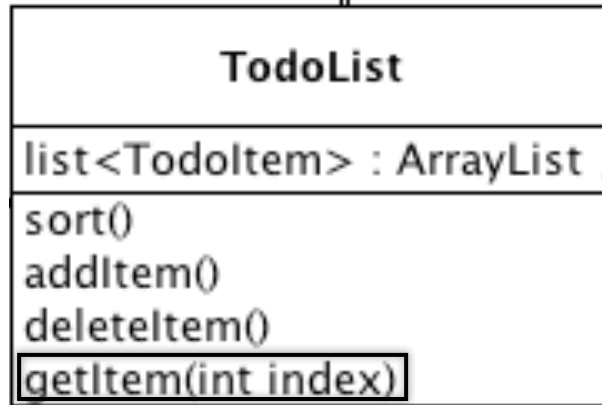 TodoList
list<TodoItem> : ArrayList
sort()
addItem()
deleteItem()
getItem(int index)